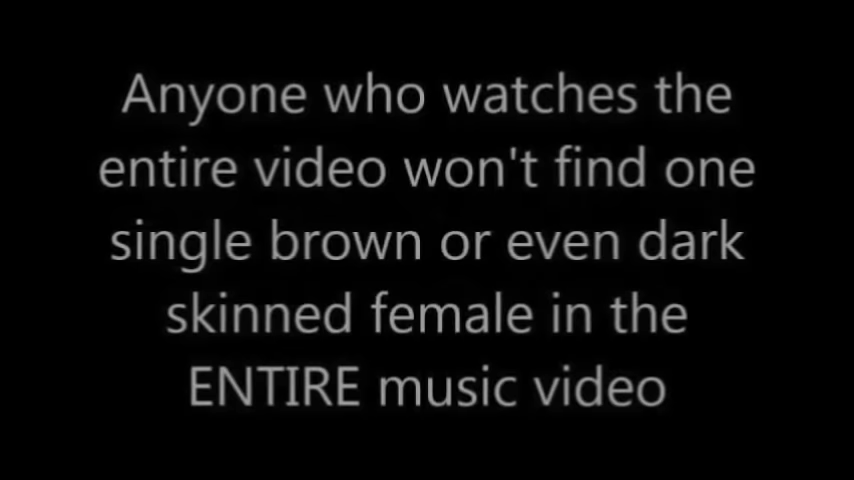 Anyone who watches the
entire video won't find one
single brown or even dark
skinned female in the
ENTIRE music video